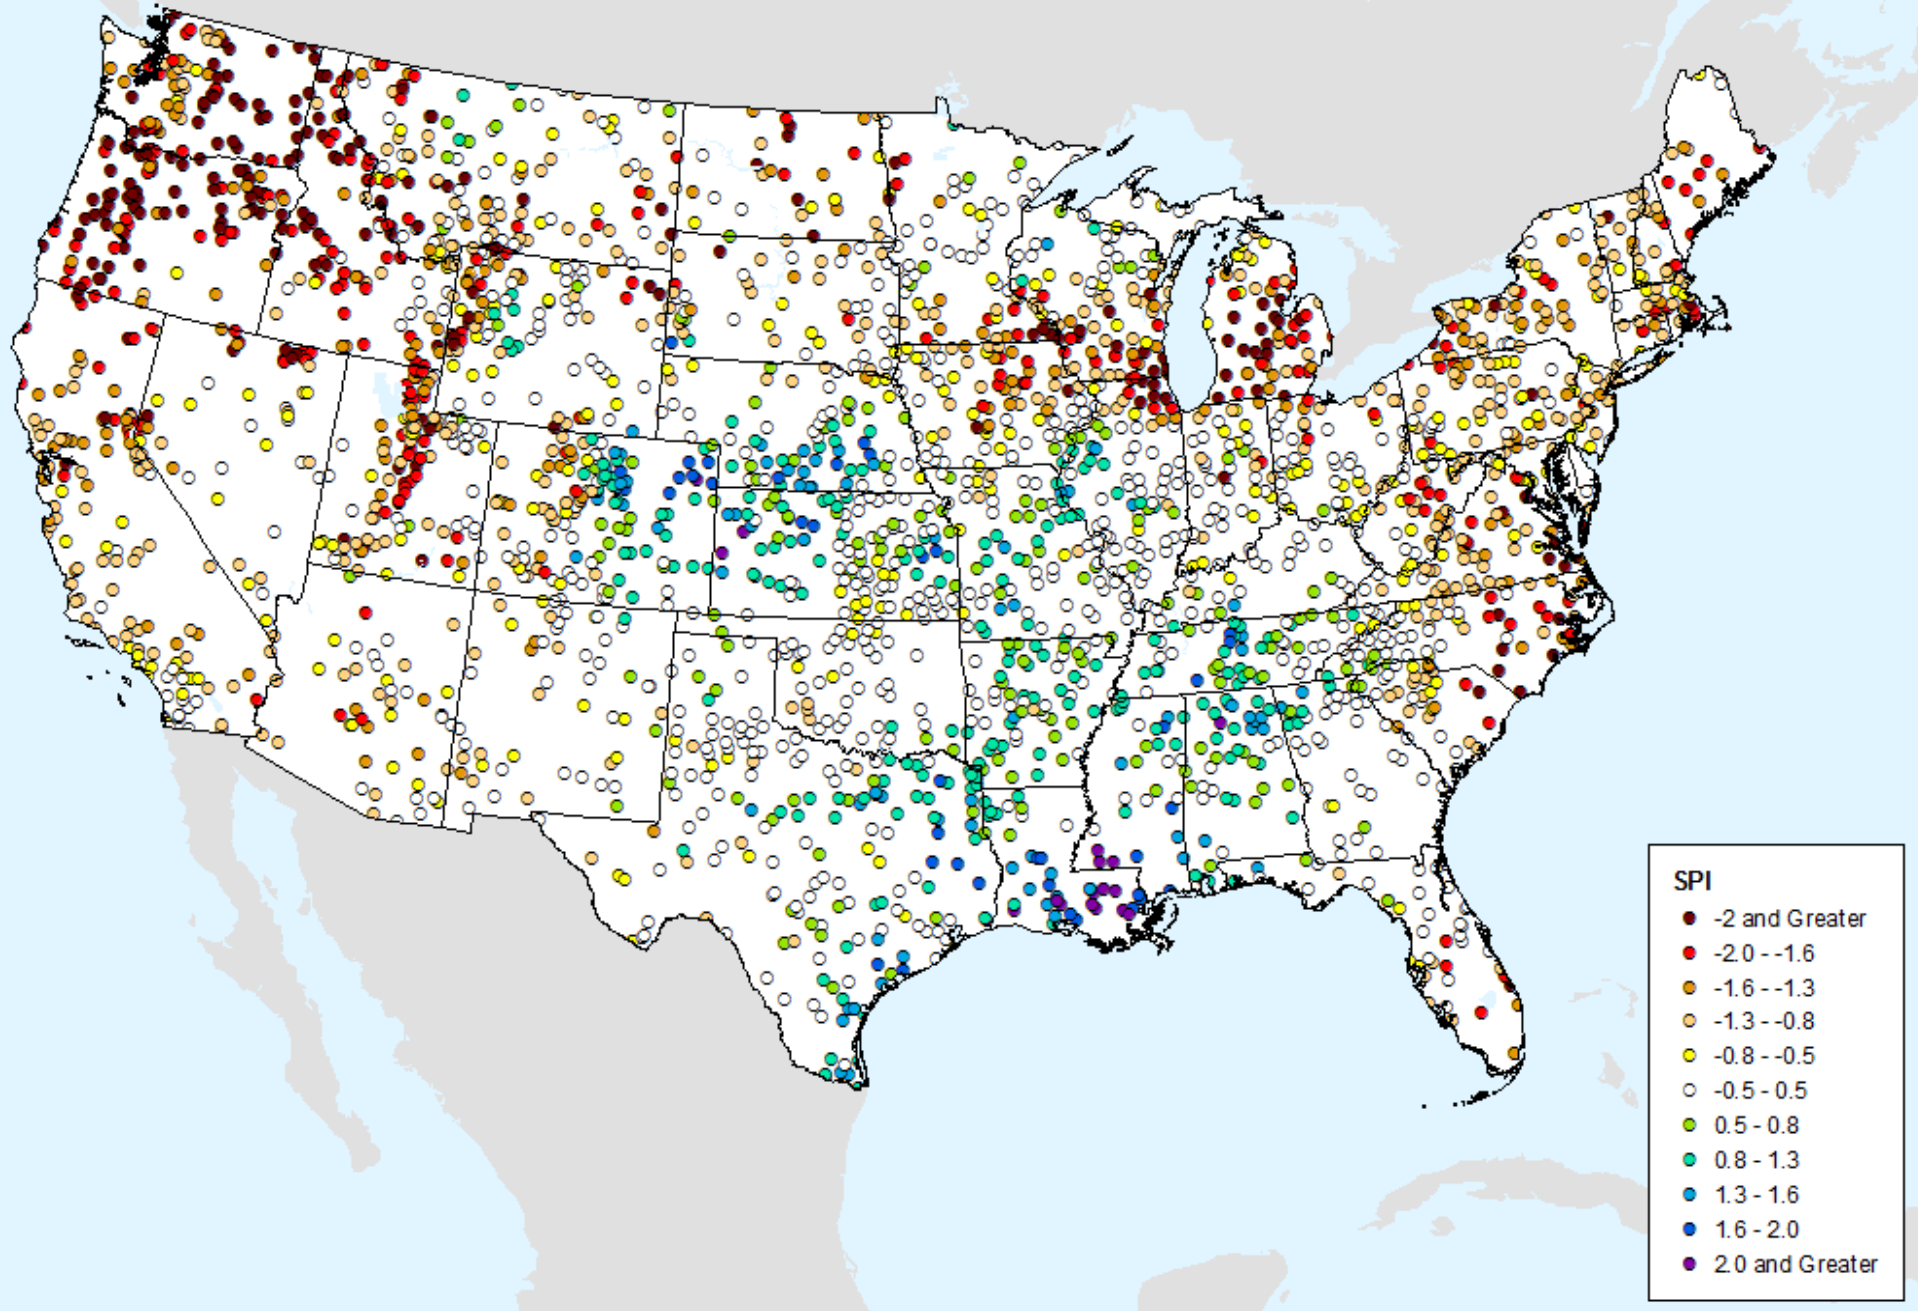 SPI
-2 and Greater
-2.0 - -1.6
-1.6 - -1.3
-1.3 - -0.8
-0.8 - -0.5
-0.5 - 0.5
0.5 - 0.8
0.8 - 1.3
1.3 - 1.6
1.6 - 2.0
2.0 and Greater